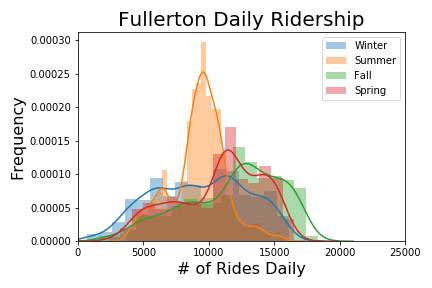 Fullerton Daily Ridership
Frequency
0.00030
0.00025
0.00020
0.00015
0.00010
0.00005
0.00000
Winter
Summer
Fall
Spring
0 5000 10000 15000 20000 25000
# of Rides Daily